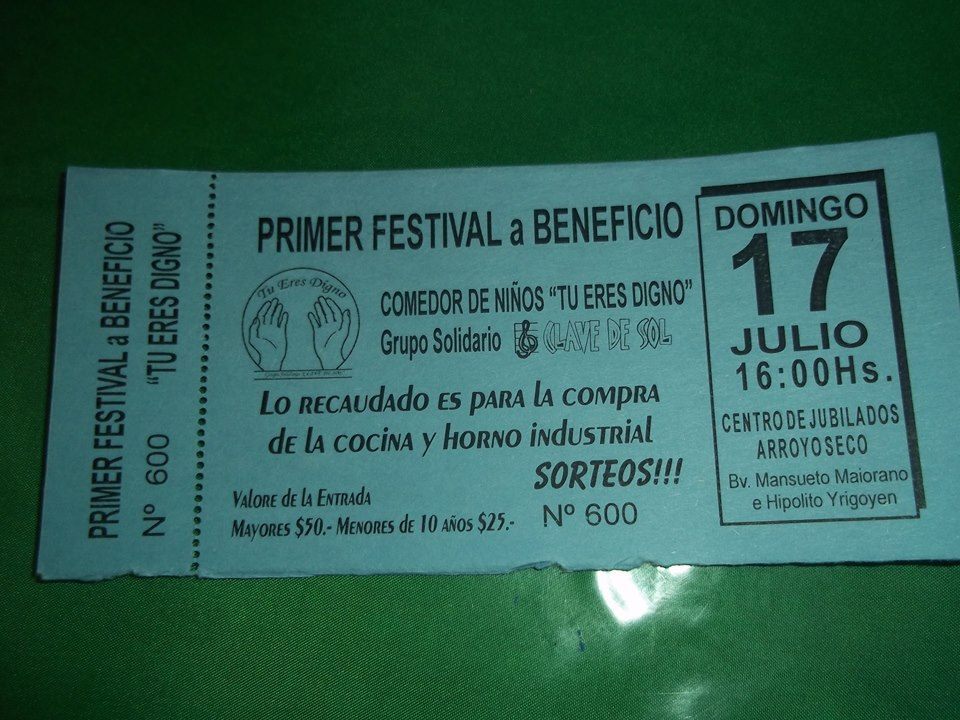 PRIMER FESTIVAL a BENEFICIO
"TU ERES DIGNO"
Nº 600
PRIMER FESTIVAL a BENEFICIO
Tu Eres Digno
COMEDOR DE NIÑOS "TU ERES DIGNO"
Grupo Solidario CLAVE DE SOL
LO RECAUDADO ES PARA LA COMPRA
DE LA COCINA Y HORNO INDUSTRIAL
SORTEOS!!!
VALORE DE LA ENTRADA
MAYORES $50.- MENORES DE 10 AÑOS $25.-
Nº 600
DOMINGO
17
JULIO
16:00Hs.
CENTRO DE JUBILADOS
ARROYO SECO
Bv. Mansueto Maiorano
e Hipolito Yrigoyen